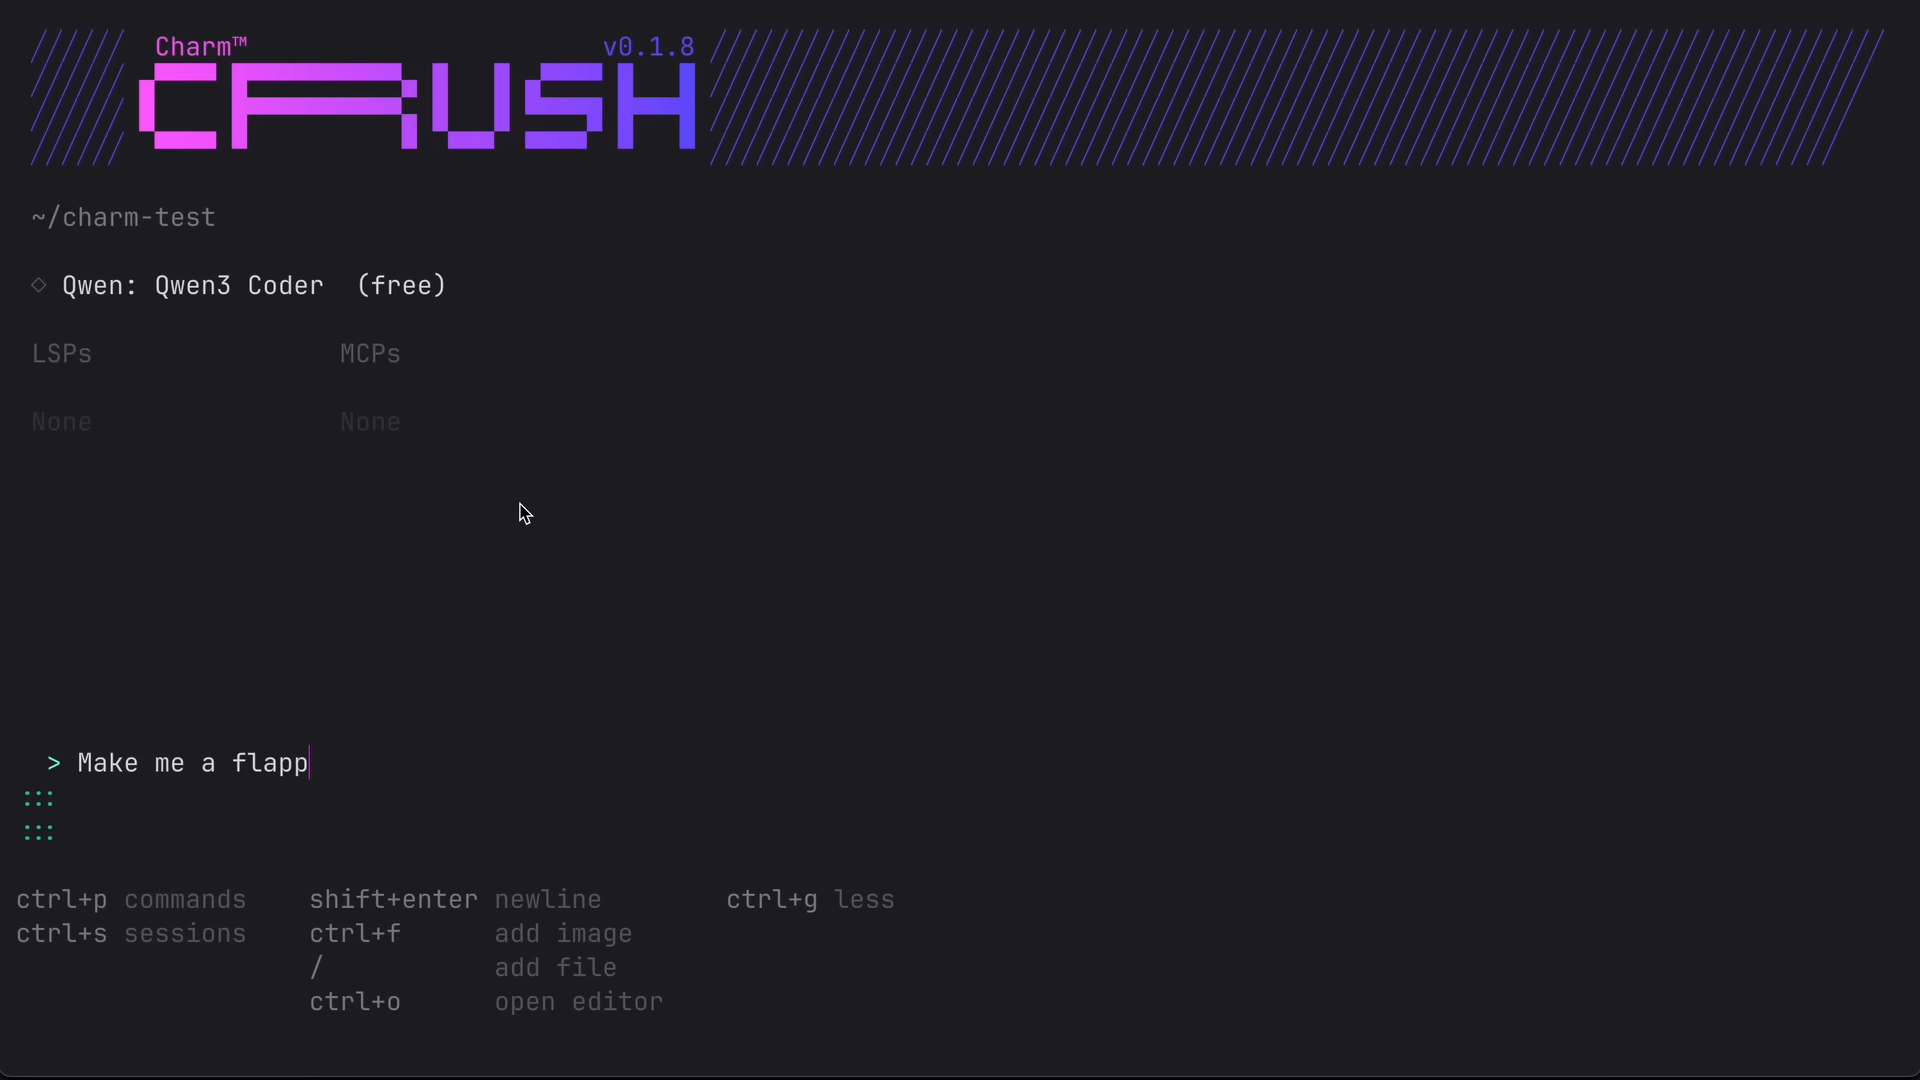 Charm™ v0.1.8
CRUSH
~/charm-test
◇ Qwen: Qwen3 Coder (free)
LSPs MCPs
None None
> Make me a flapp
:::
:::
ctrl+p commands shift+enter newline ctrl+g less
ctrl+s sessions ctrl+f add image
/ add file
ctrl+o open editor